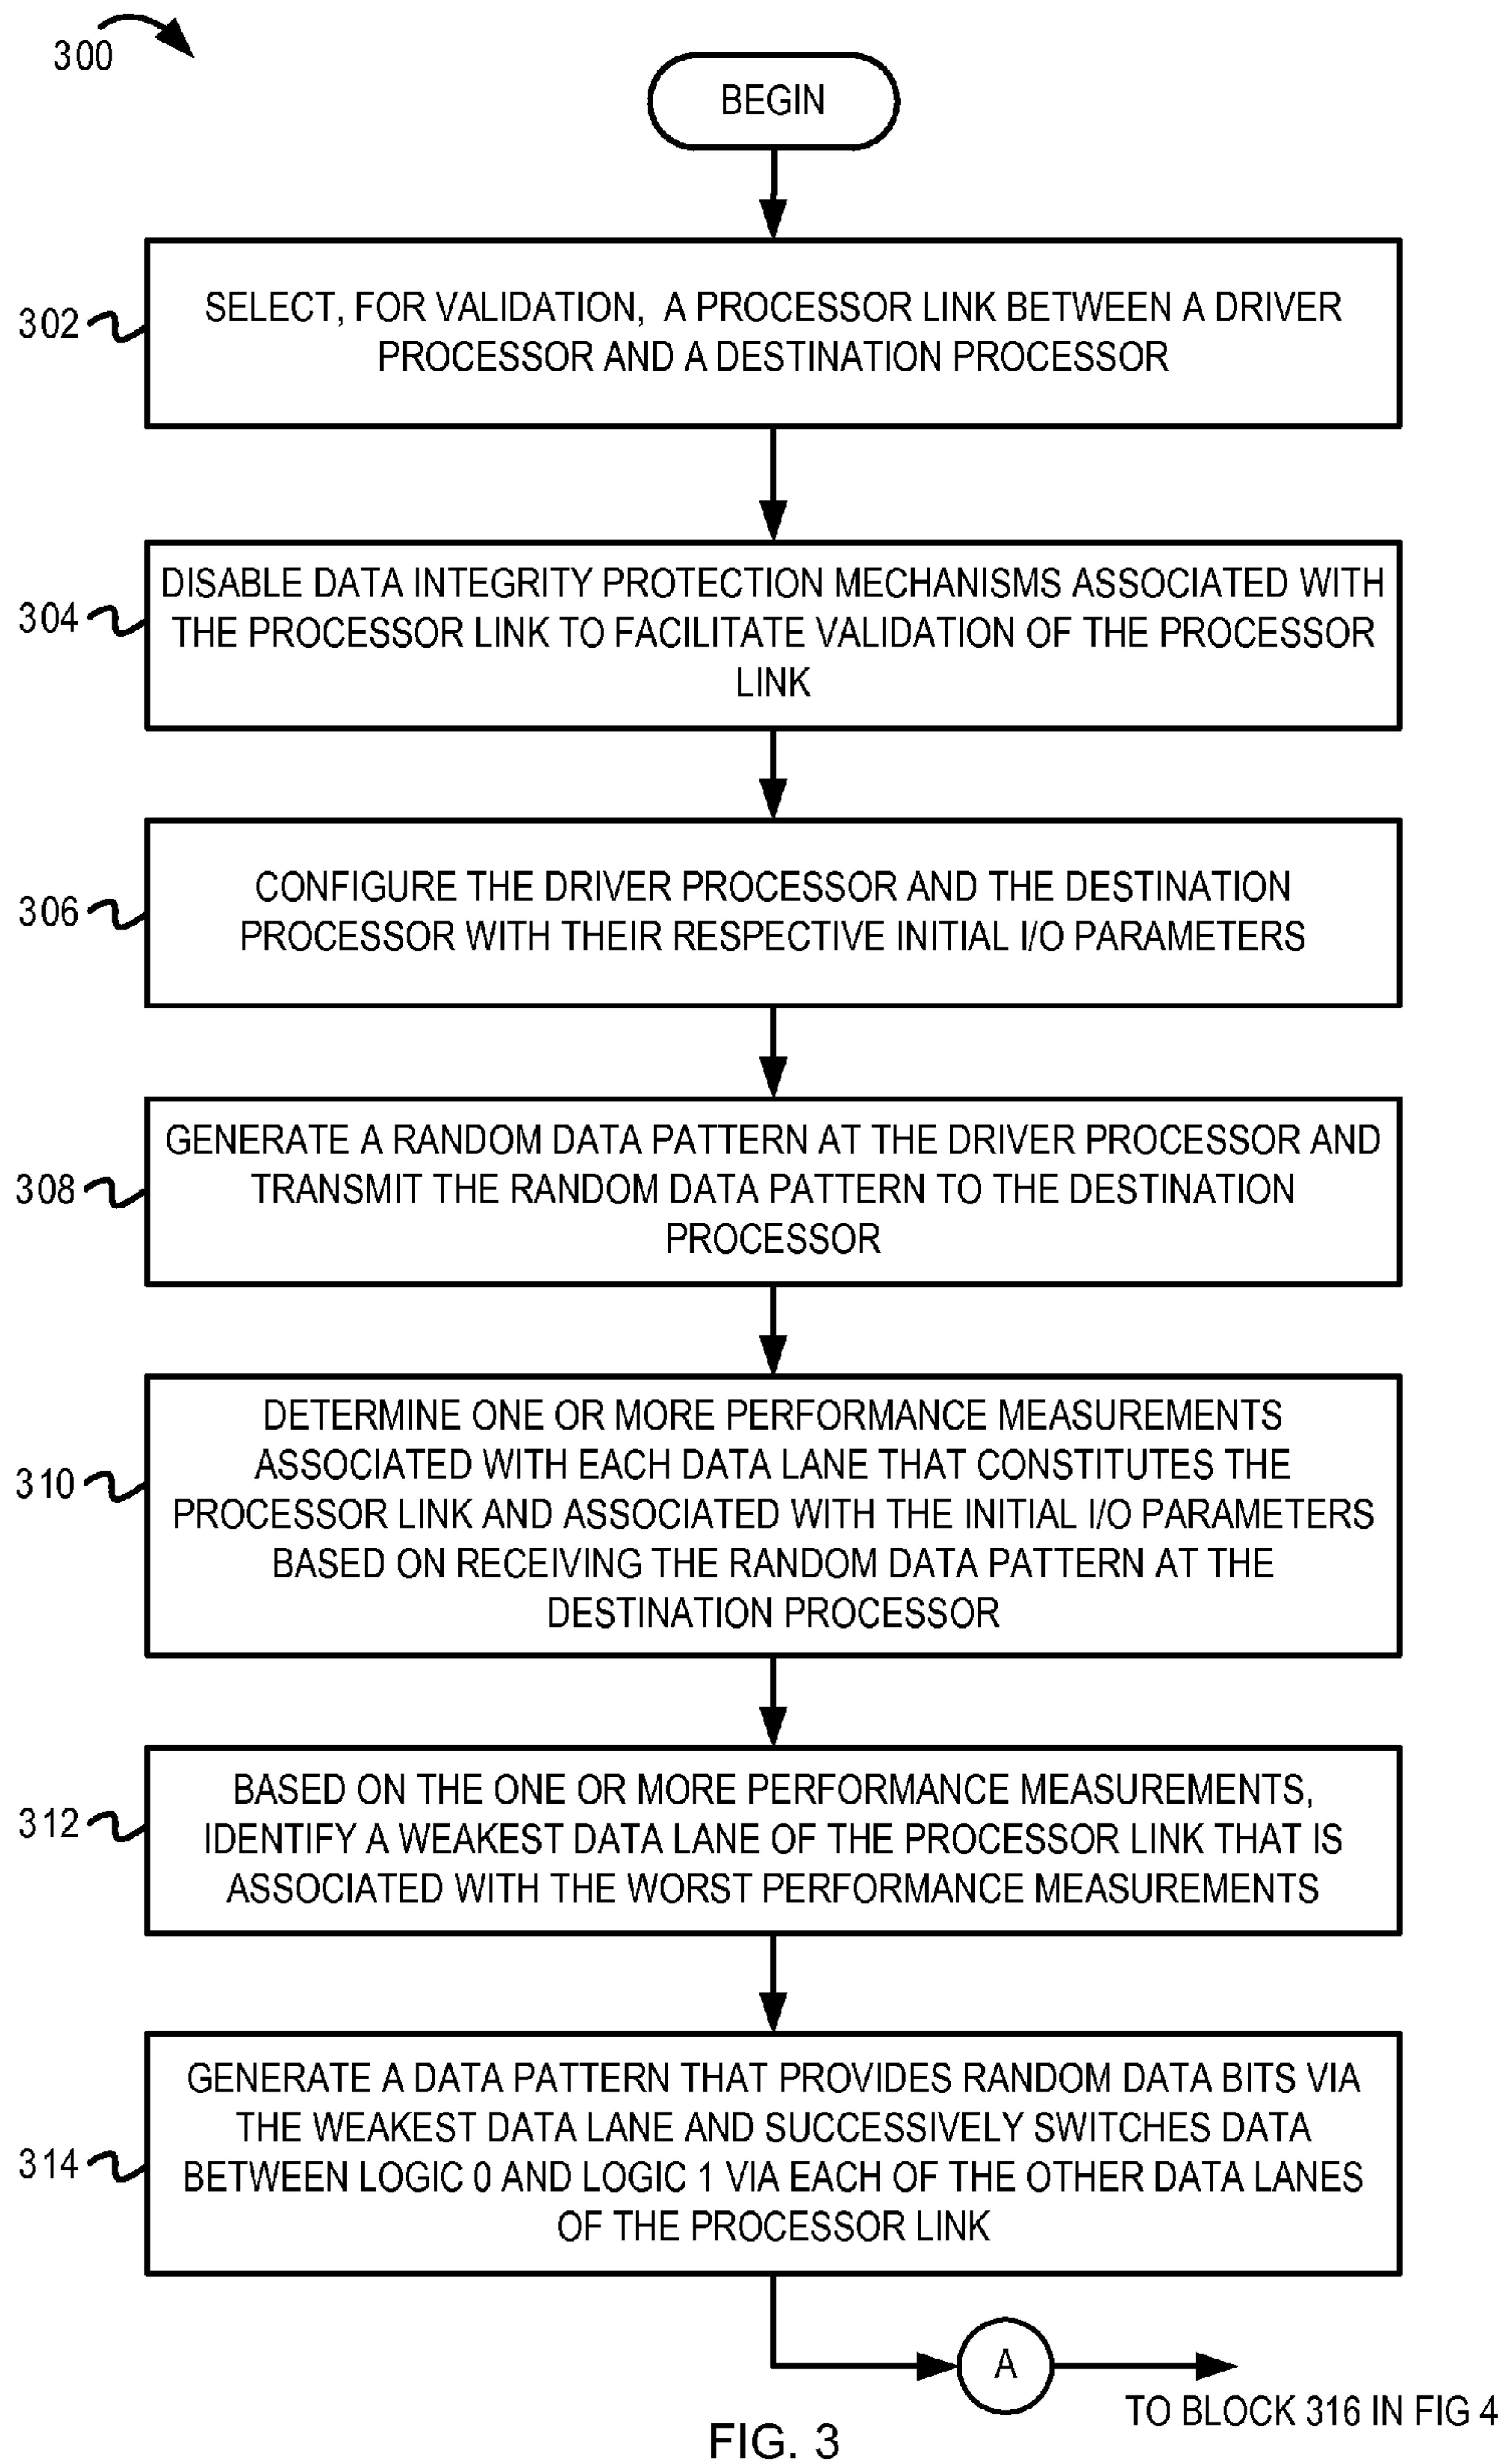 300
BEGIN
302
SELECT, FOR VALIDATION, A PROCESSOR LINK BETWEEN A DRIVER
PROCESSOR AND A DESTINATION PROCESSOR
304
DISABLE DATA INTEGRITY PROTECTION MECHANISMS ASSOCIATED WITH
THE PROCESSOR LINK TO FACILITATE VALIDATION OF THE PROCESSOR
LINK
306
CONFIGURE THE DRIVER PROCESSOR AND THE DESTINATION
PROCESSOR WITH THEIR RESPECTIVE INITIAL I/O PARAMETERS
308
GENERATE A RANDOM DATA PATTERN AT THE DRIVER PROCESSOR AND
TRANSMIT THE RANDOM DATA PATTERN TO THE DESTINATION
PROCESSOR
310
DETERMINE ONE OR MORE PERFORMANCE MEASUREMENTS
ASSOCIATED WITH EACH DATA LANE THAT CONSTITUTES THE
PROCESSOR LINK AND ASSOCIATED WITH THE INITIAL I/O PARAMETERS
BASED ON RECEIVING THE RANDOM DATA PATTERN AT THE
DESTINATION PROCESSOR
312
BASED ON THE ONE OR MORE PERFORMANCE MEASUREMENTS,
IDENTIFY A WEAKEST DATA LANE OF THE PROCESSOR LINK THAT IS
ASSOCIATED WITH THE WORST PERFORMANCE MEASUREMENTS
314
GENERATE A DATA PATTERN THAT PROVIDES RANDOM DATA BITS VIA
THE WEAKEST DATA LANE AND SUCCESSIVELY SWITCHES DATA
BETWEEN LOGIC 0 AND LOGIC 1 VIA EACH OF THE OTHER DATA LANES
OF THE PROCESSOR LINK
A
TO BLOCK 316 IN FIG 4
FIG. 3